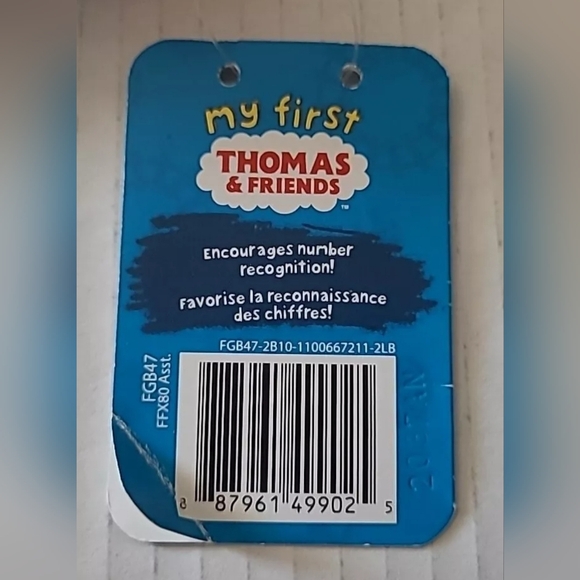 my first
THOMAS
& FRIENDS
™
Encourages number
recognition!
Favorise la reconnaissance
des chiffres!
FGB47-2B10-1100667211-2LB
FGB47
FFX80 Asst.
8 87961 49902 5